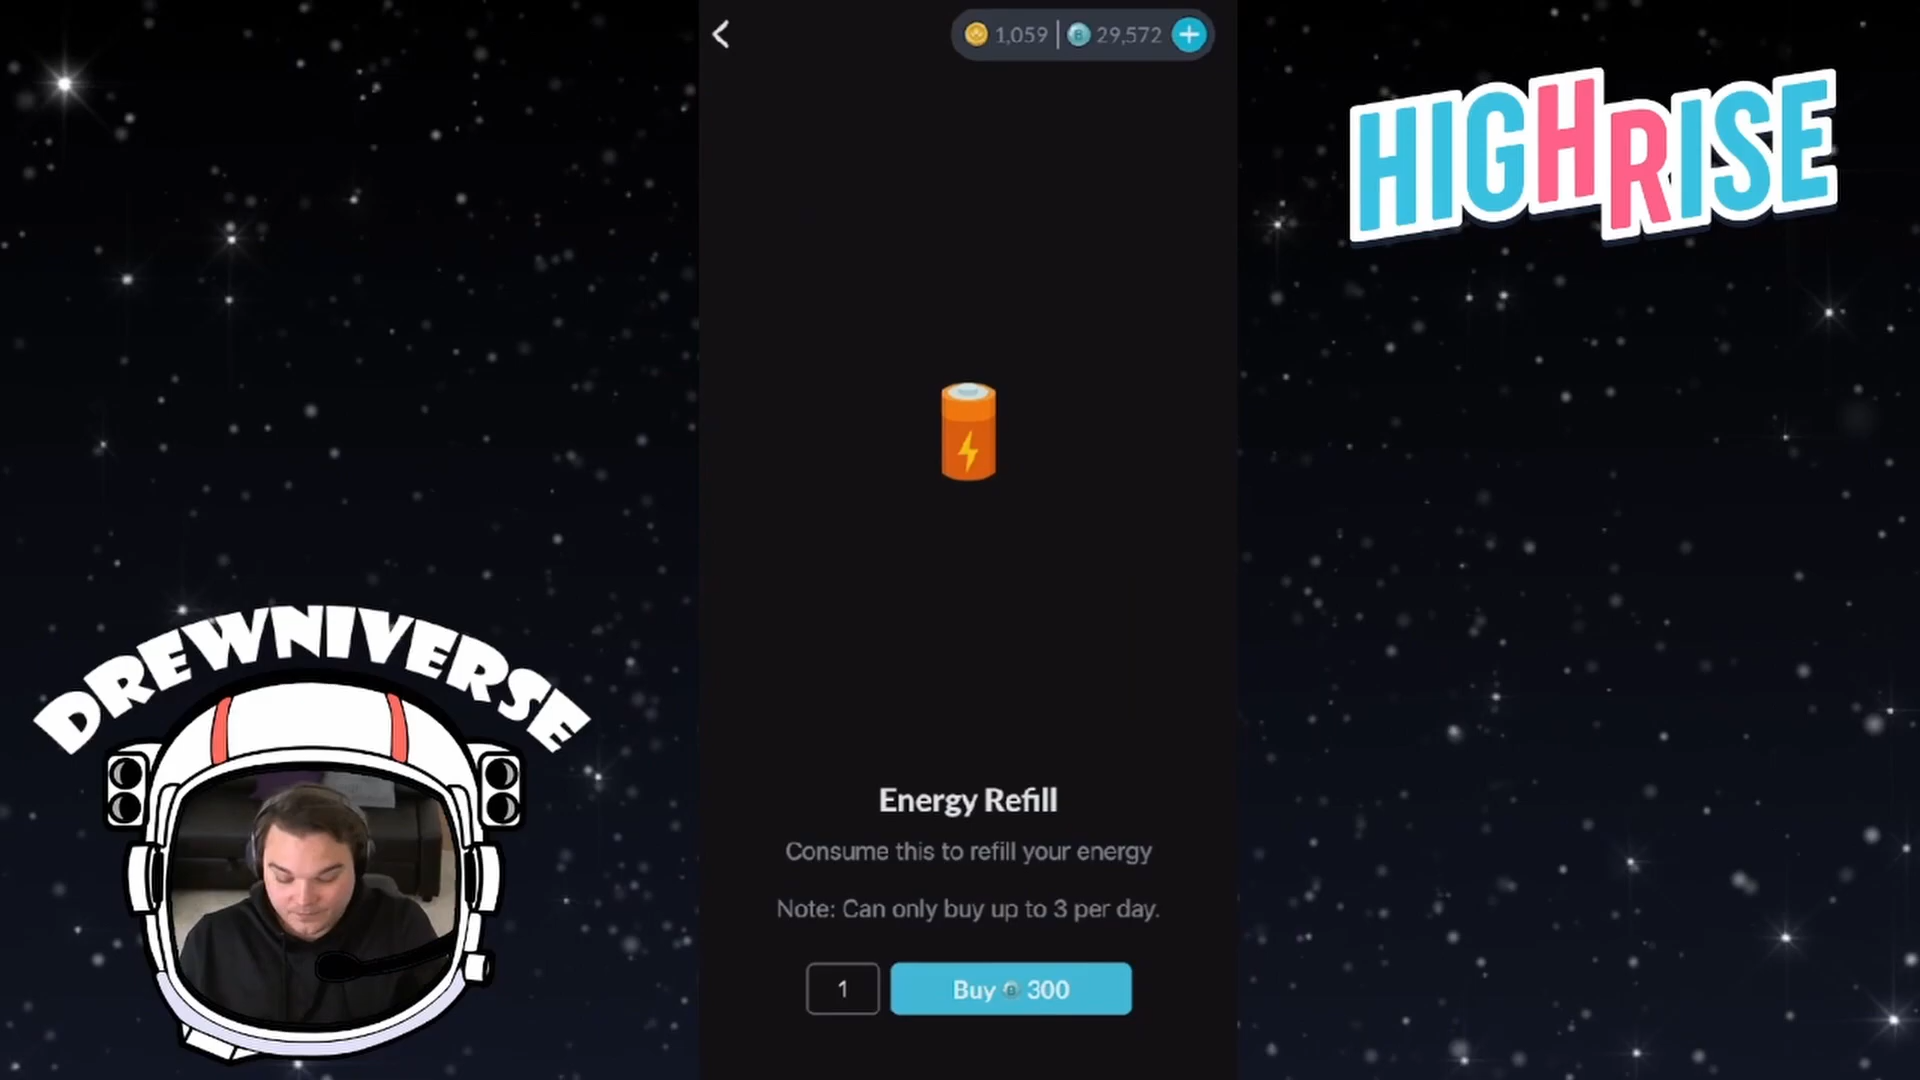 1,059
B 29,572
HIGHRISE
DREWNIVERSE
Energy Refill
Consume this to refill your energy
Note: Can only buy up to 3 per day.
1
Buy B 300